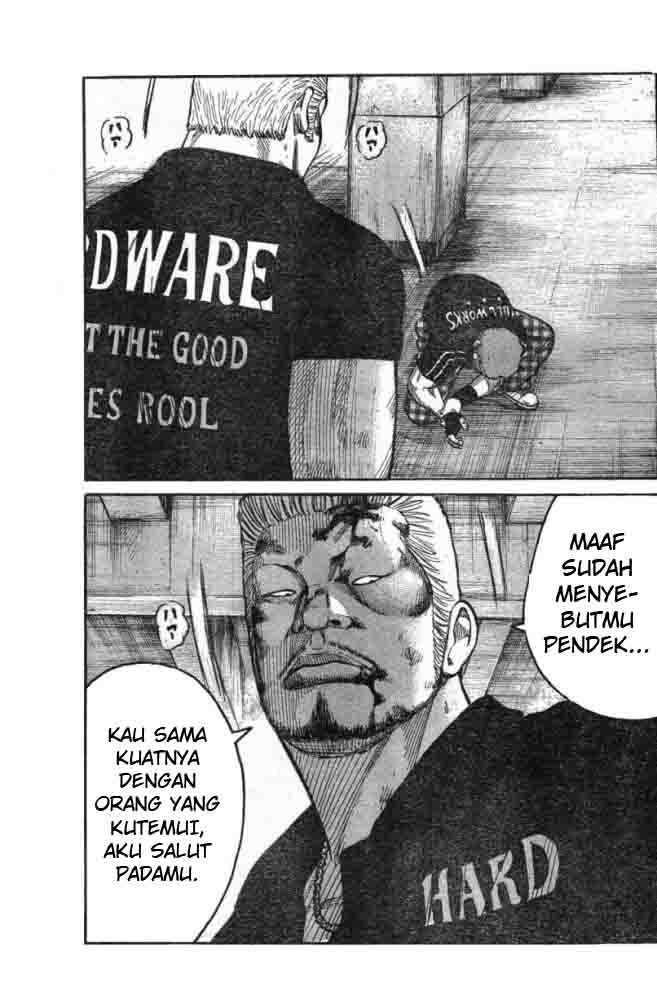 DWARE
T THE GOOD
ES ROOL
WORKS
MAAF
SUDAH
MENYE-
BUTMU
PENDEK...
KAU SAMA
KUATNYA
DENGAN
ORANG YANG
KUTEMUI,
AKU SALUT
PADAMU.
HARD